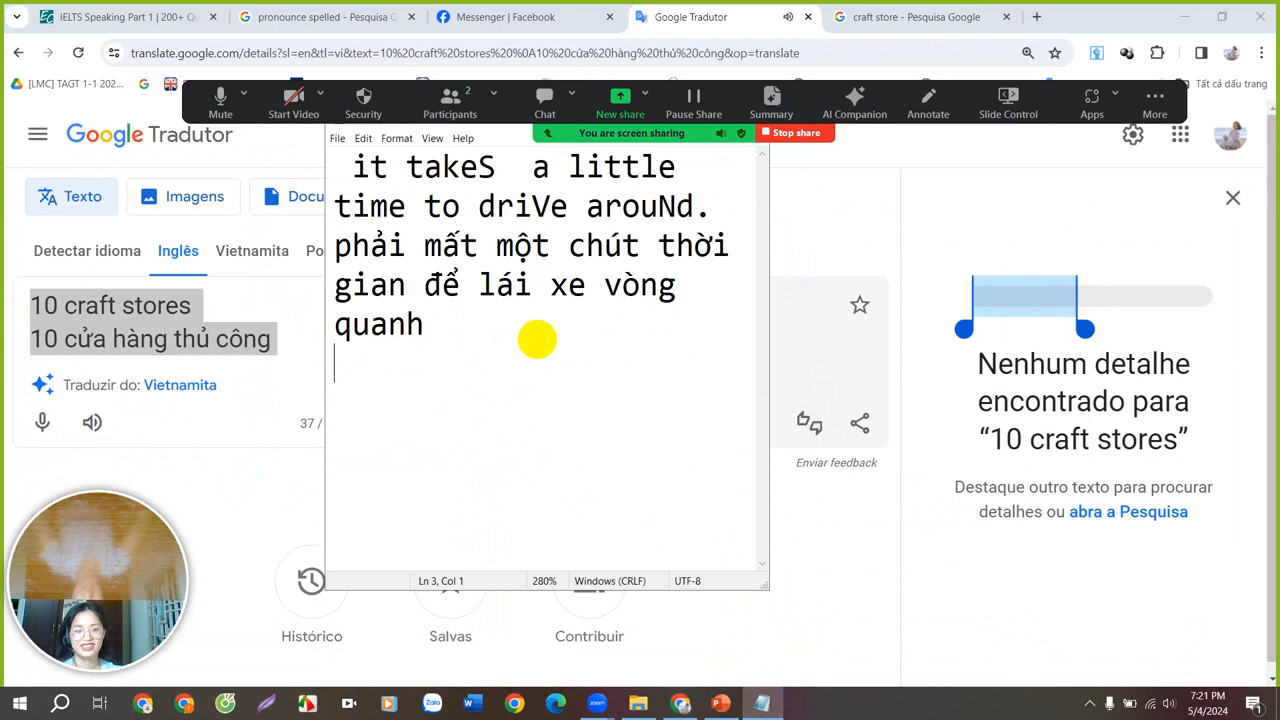 IELTS Speaking Part 1 | 200+ Qu
pronounce spelled - Pesquisa G
Messenger | Facebook
Google Tradutor
craft store - Pesquisa Google
translate.google.com/details?sl=en&tl=vi&text=10%20craft%20stores%20%0A10%20cửa%20hàng%20thủ%20công&op=translate
[LMC] TAGT 1-1 202...
Tất cả dấu trang
Mute
Start Video
Security
Participants
2
Chat
New share
Pause Share
Summary
AI Companion
Annotate
Slide Control
Apps
More
You are screen sharing
Stop share
Google Tradutor
File Edit Format View Help
it takeS a little
time to driVe arouNd.
phải mất một chút thời
gian để lái xe vòng
quanh
Texto
Imagens
Docu
Detectar idioma
Inglês
Vietnamita
Po
10 craft stores
10 cửa hàng thủ công
Traduzir do: Vietnamita
37 /
Enviar feedback
Nenhum detalhe
encontrado para
“10 craft stores”
Destaque outro texto para procurar
detalhes ou abra a Pesquisa
Ln 3, Col 1
280%
Windows (CRLF)
UTF-8
Histórico
Salvas
Contribuir
Zalo
zoom
7:21 PM
5/4/2024